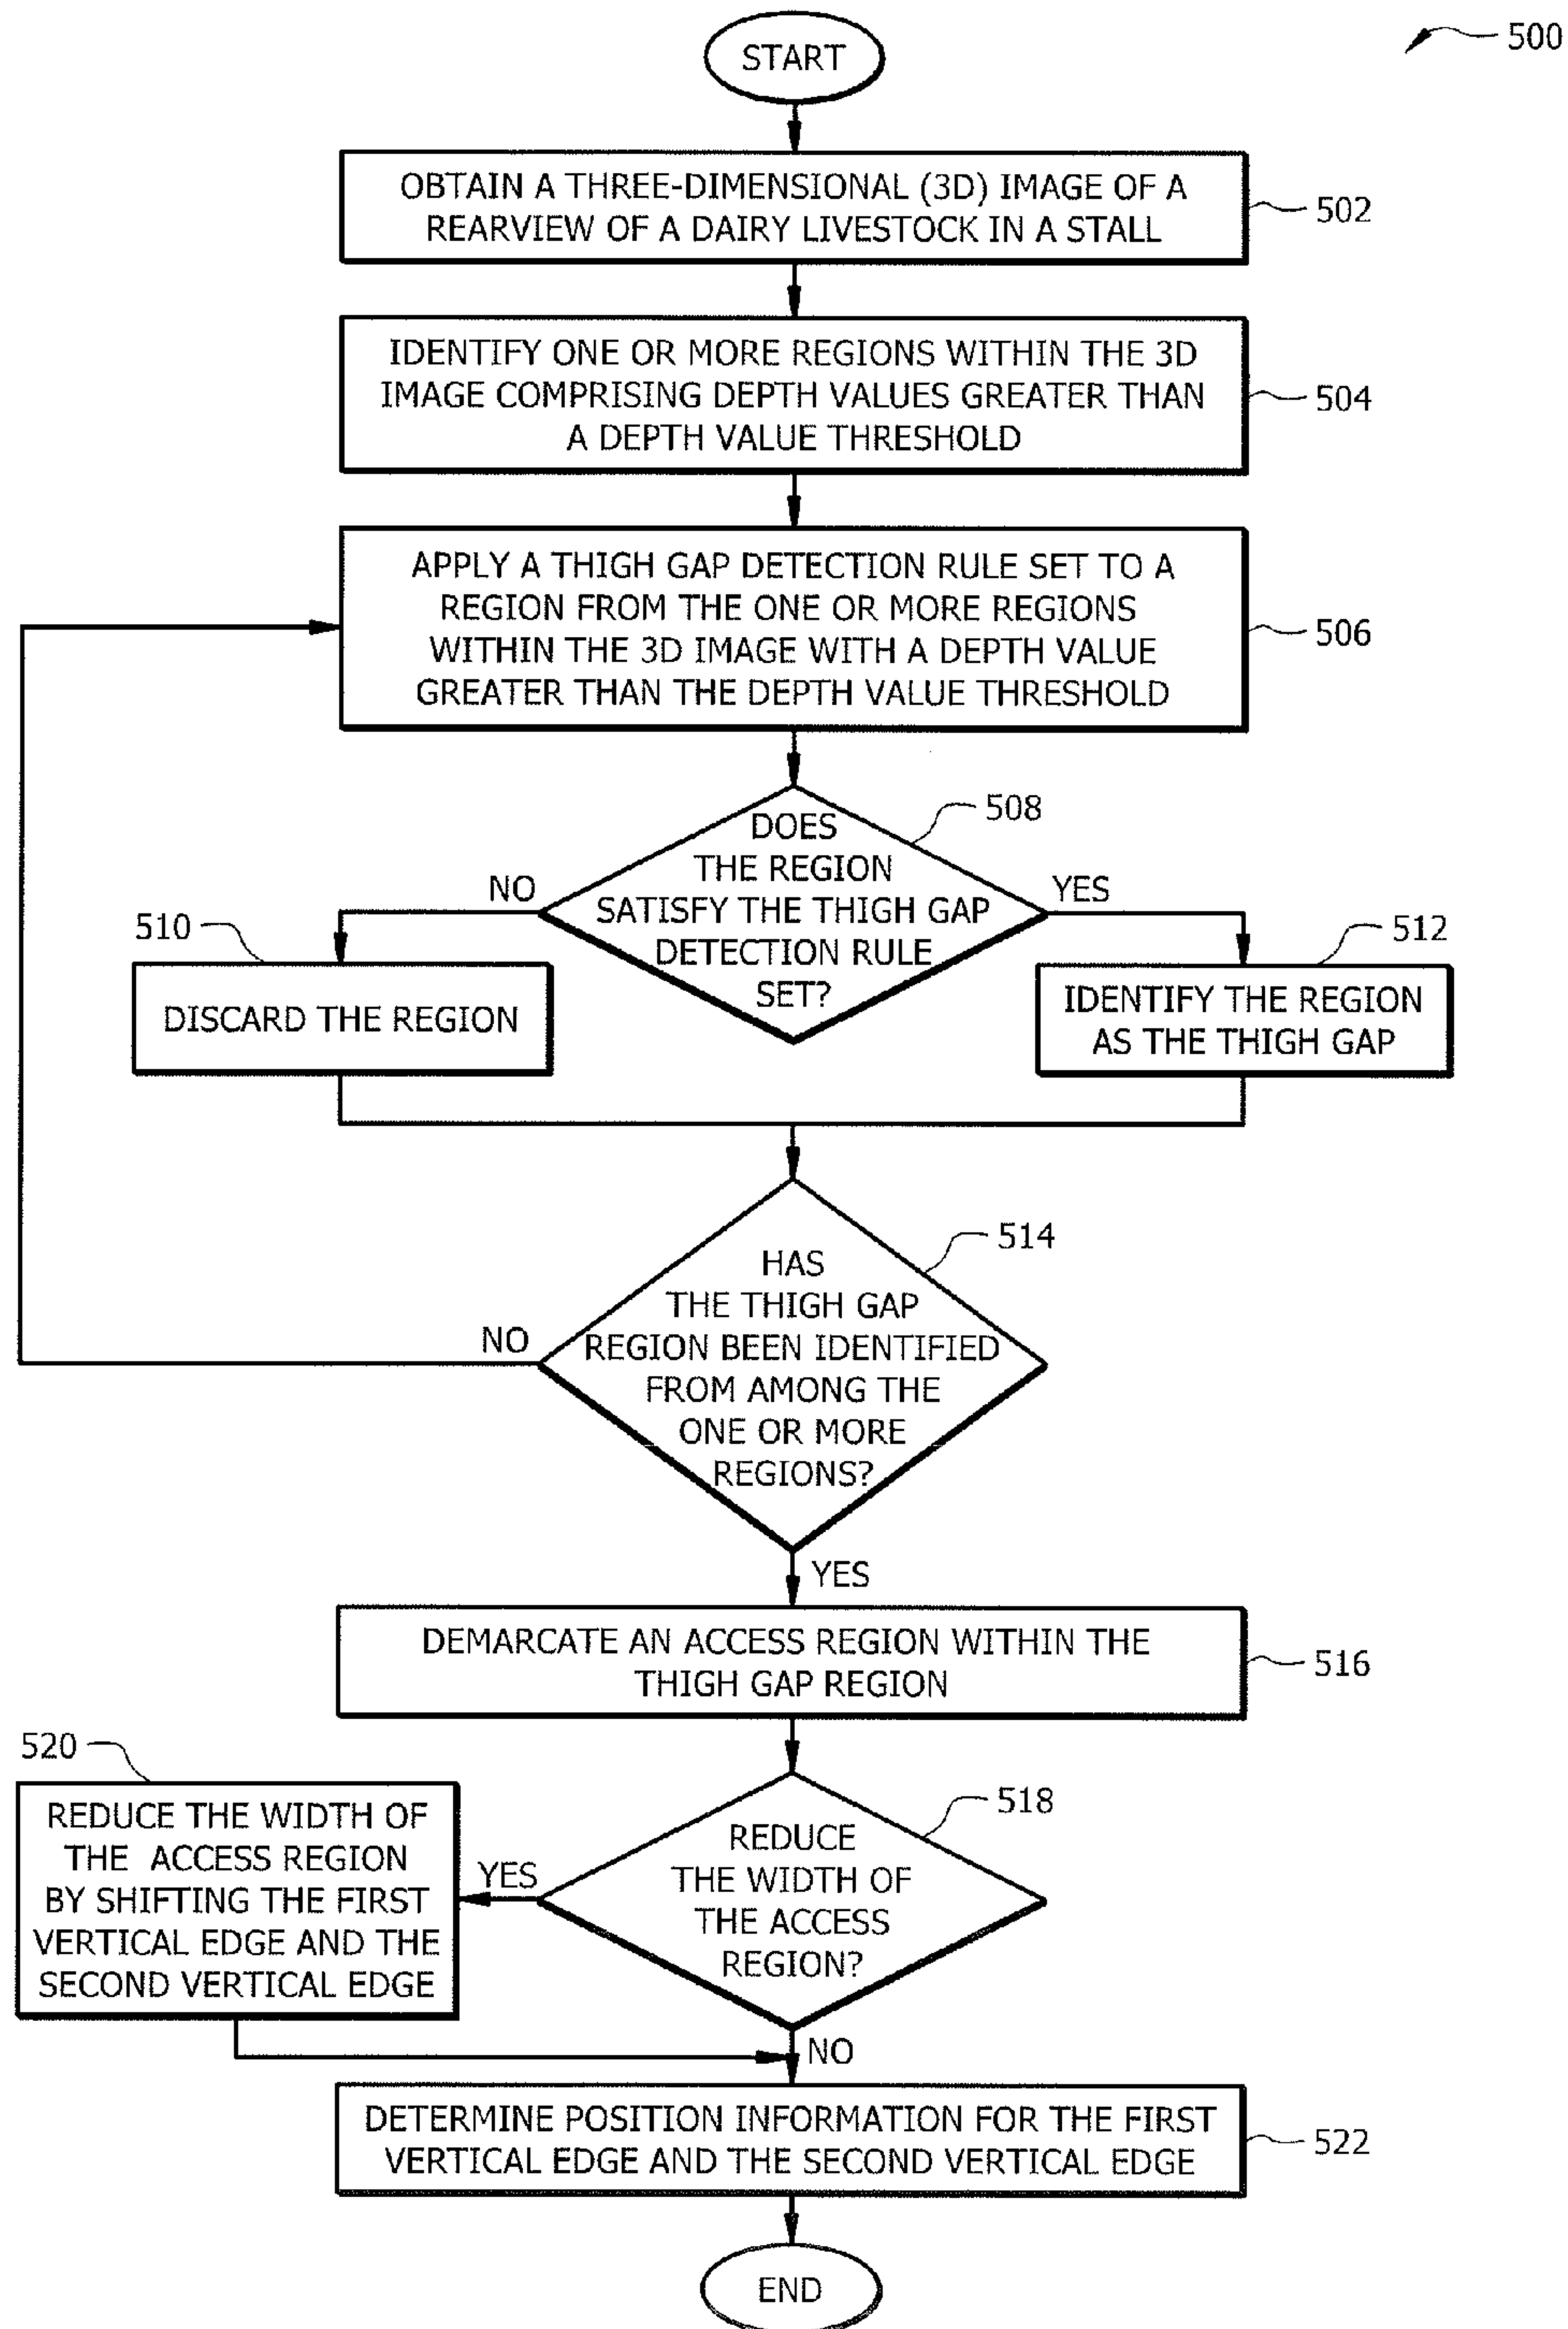 500
START
OBTAIN A THREE-DIMENSIONAL (3D) IMAGE OF A
REARVIEW OF A DAIRY LIVESTOCK IN A STALL
502
IDENTIFY ONE OR MORE REGIONS WITHIN THE 3D
IMAGE COMPRISING DEPTH VALUES GREATER THAN
A DEPTH VALUE THRESHOLD
504
APPLY A THIGH GAP DETECTION RULE SET TO A
REGION FROM THE ONE OR MORE REGIONS
WITHIN THE 3D IMAGE WITH A DEPTH VALUE
GREATER THAN THE DEPTH VALUE THRESHOLD
506
508
DOES
THE REGION
SATISFY THE THIGH GAP
DETECTION RULE
SET?
NO
YES
510
DISCARD THE REGION
512
IDENTIFY THE REGION
AS THE THIGH GAP
514
HAS
THE THIGH GAP
REGION BEEN IDENTIFIED
FROM AMONG THE
ONE OR MORE
REGIONS?
NO
YES
DEMARCATE AN ACCESS REGION WITHIN THE
THIGH GAP REGION
516
518
REDUCE
THE WIDTH OF
THE ACCESS
REGION?
YES
520
REDUCE THE WIDTH OF
THE ACCESS REGION
BY SHIFTING THE FIRST
VERTICAL EDGE AND THE
SECOND VERTICAL EDGE
NO
DETERMINE POSITION INFORMATION FOR THE FIRST
VERTICAL EDGE AND THE SECOND VERTICAL EDGE
522
END